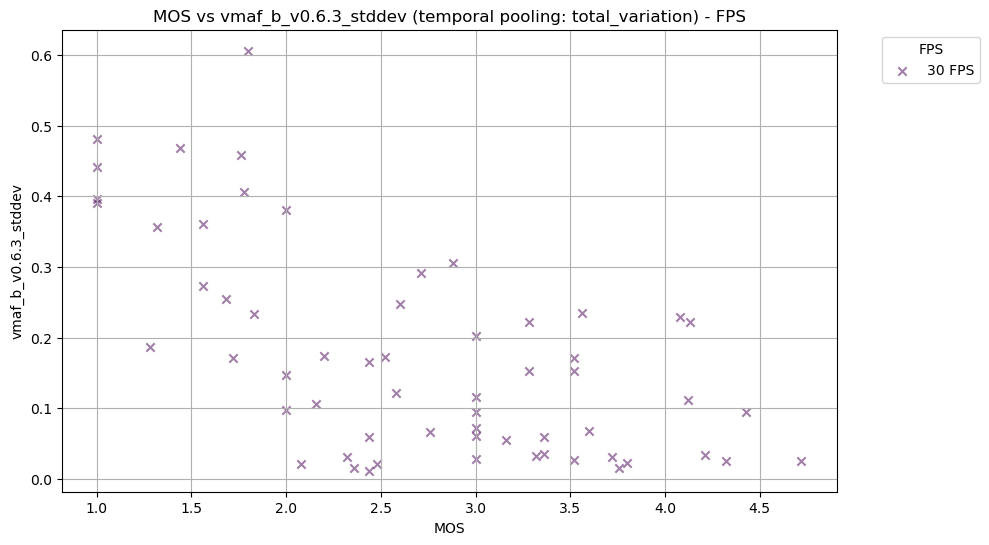 MOS vs vmaf_b_v0.6.3_stddev (temporal pooling: total_variation) - FPS
FPS
30 FPS
vmaf_b_v0.6.3_stddev
0.6
0.5
0.4
0.3
0.2
0.1
0.0
1.0 1.5 2.0 2.5 3.0 3.5 4.0 4.5
MOS